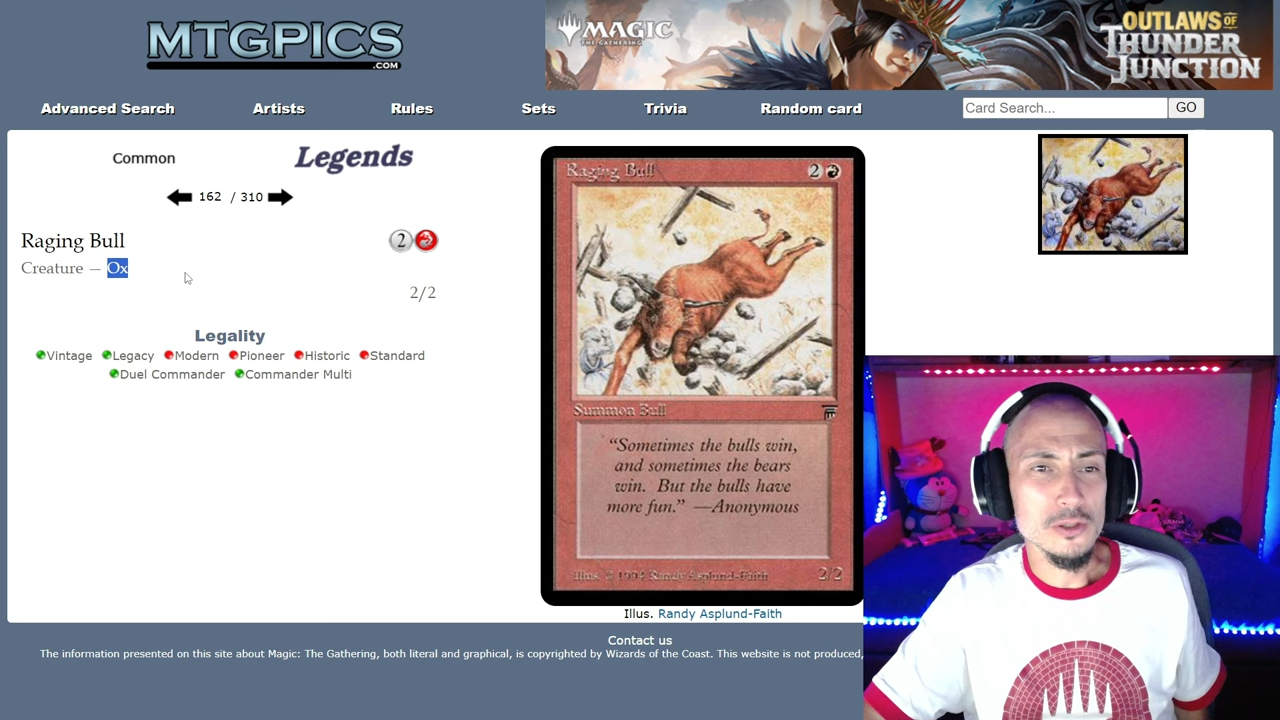 MTGPICS
.COM
MAGIC
THE GATHERING
OUTLAWS OF
THUNDER
JUNCTION
Advanced Search Artists Rules Sets Trivia Random card Card Search... GO
Common Legends
162 / 310
Raging Bull 2
Creature — Ox
2/2
Legality
Vintage Legacy Modern Pioneer Historic Standard
Duel Commander Commander Multi
Raging Bull 2
Summon Bull
“Sometimes the bulls win,
and sometimes the bears
win. But the bulls have
more fun.” —Anonymous
Illus. © 1994 Randy Asplund-Faith 2/2
Illus. Randy Asplund-Faith
Contact us
The information presented on this site about Magic: The Gathering, both literal and graphical, is copyrighted by Wizards of the Coast. This website is not produced,